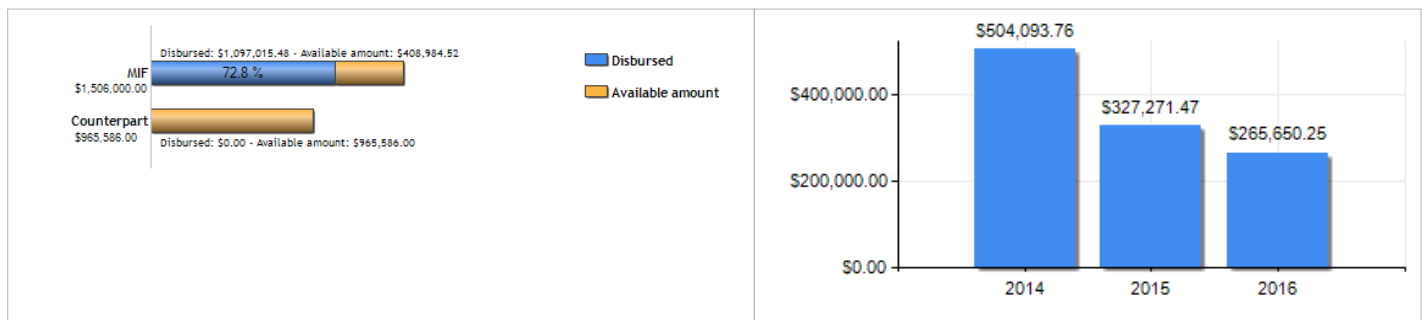 Disbursed: $1,097,015.48 - Available amount: $408,984.52
MIF
72.8 %
$1,506,000.00
Counterpart
$965,586.00
Disbursed: $0.00 - Available amount: $965,586.00
Disbursed
Available amount
$504,093.76
$400,000.00
$327,271.47
$265,650.25
$200,000.00
$0.00
2014 2015 2016